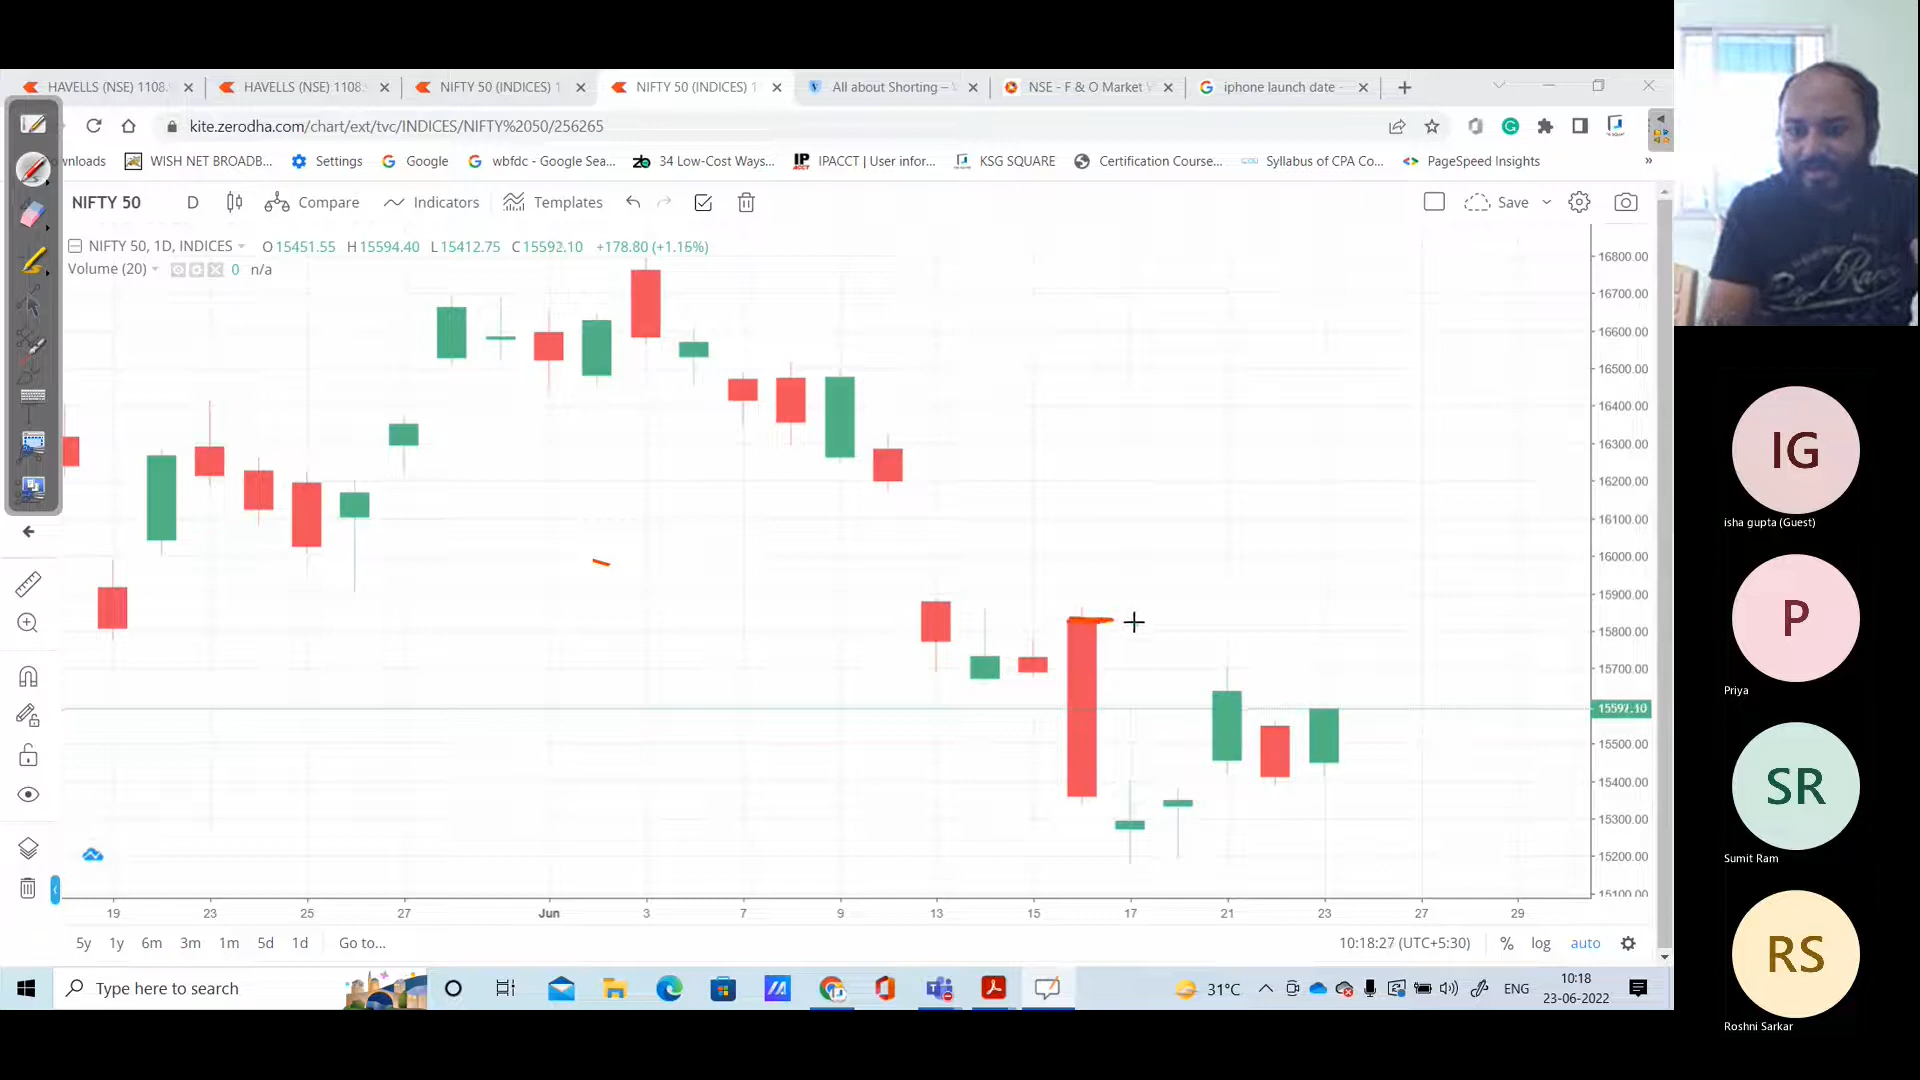 HAVELLS (NSE) 1108.
HAVELLS (NSE) 1108.
NIFTY 50 (INDICES) 1
NIFTY 50 (INDICES) 1
All about Shorting –
NSE - F & O Market
iphone launch date -
kite.zerodha.com/chart/ext/tvc/INDICES/NIFTY%2050/256265
wnloads
WISH NET BROADB...
Settings
Google
wbfdc - Google Sea...
34 Low-Cost Ways...
IPACCT | User infor...
KSG SQUARE
Certification Course...
Syllabus of CPA Co...
PageSpeed Insights
»
NIFTY 50 D Compare Indicators Templates Save
NIFTY 50, 1D, INDICES O15451.55 H15594.40 L15412.75 C15592.10 +178.80 (+1.16%)
Volume (20) 0 n/a
16800.00
16700.00
16600.00
16500.00
16400.00
16300.00
16200.00
16100.00
16000.00
15900.00
15800.00
15700.00
15592.10
15500.00
15400.00
15300.00
15200.00
15100.00
19 23 25 27 Jun 3 7 9 13 15 17 21 23 27 29
5y 1y 6m 3m 1m 5d 1d Go to... 10:18:27 (UTC+5:30) % log auto
Type here to search
31°C
ENG
10:18
23-06-2022
IG
isha gupta (Guest)
P
Priya
SR
Sumit Ram
RS
Roshni Sarkar